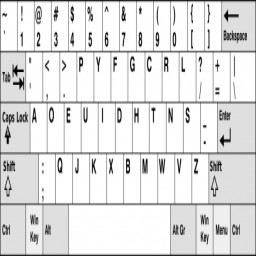 ~ ! @ # $ % ^ & * ( ) { }
` 1 2 3 4 5 6 7 8 9 0 [ ] Backspace
Tab " < > P Y F G C R L ? + |
' , . / = \
Caps Lock A O E U I D H T N S _ Enter
-
Shift : Q J K X B M W V Z Shift
;
Ctrl Win Key Alt Alt Gr Win Key Menu Ctrl